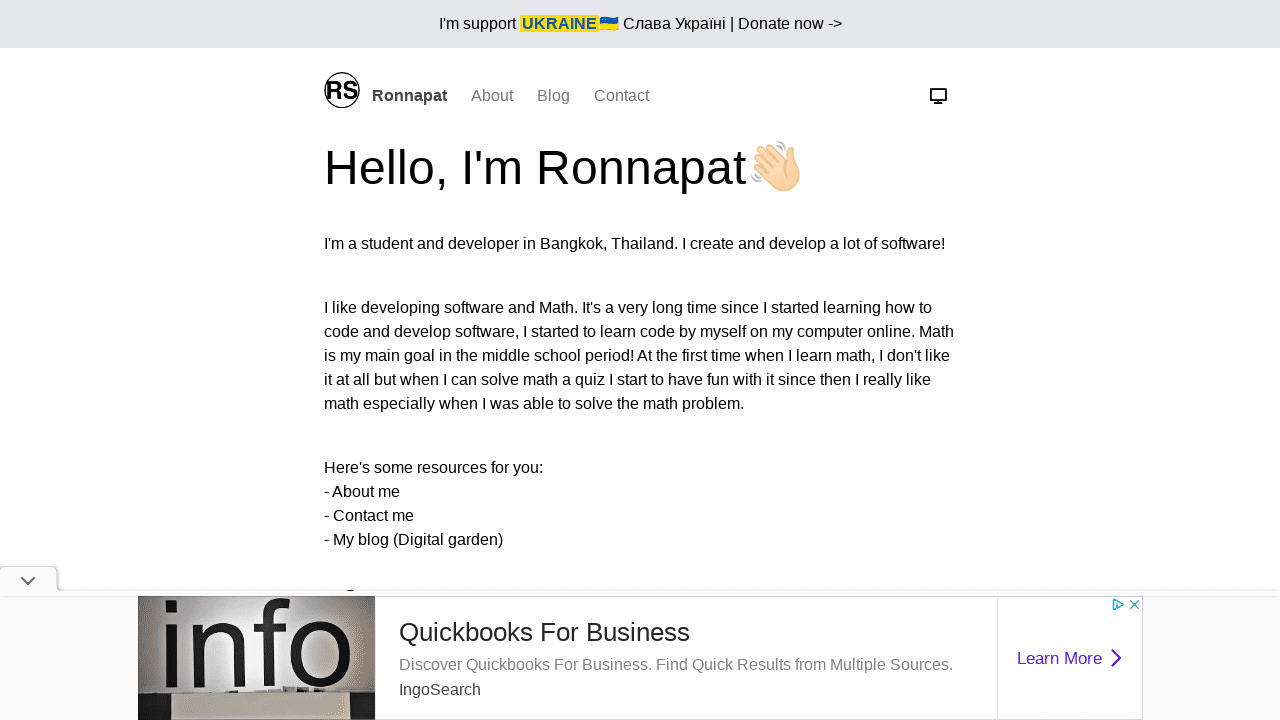 I'm support UKRAINE🇺🇦 Слава Україні | Donate now ->
RS Ronnapat About Blog Contact
Hello, I'm Ronnapat👋🏻
I'm a student and developer in Bangkok, Thailand. I create and develop a lot of software!
I like developing software and Math. It's a very long time since I started learning how to
code and develop software, I started to learn code by myself on my computer online. Math
is my main goal in the middle school period! At the first time when I learn math, I don't like
it at all but when I can solve math a quiz I start to have fun with it since then I really like
math especially when I was able to solve the math problem.
Here's some resources for you:
- About me
- Contact me
- My blog (Digital garden)
info
Quickbooks For Business
Discover Quickbooks For Business. Find Quick Results from Multiple Sources.
IngoSearch
Learn More